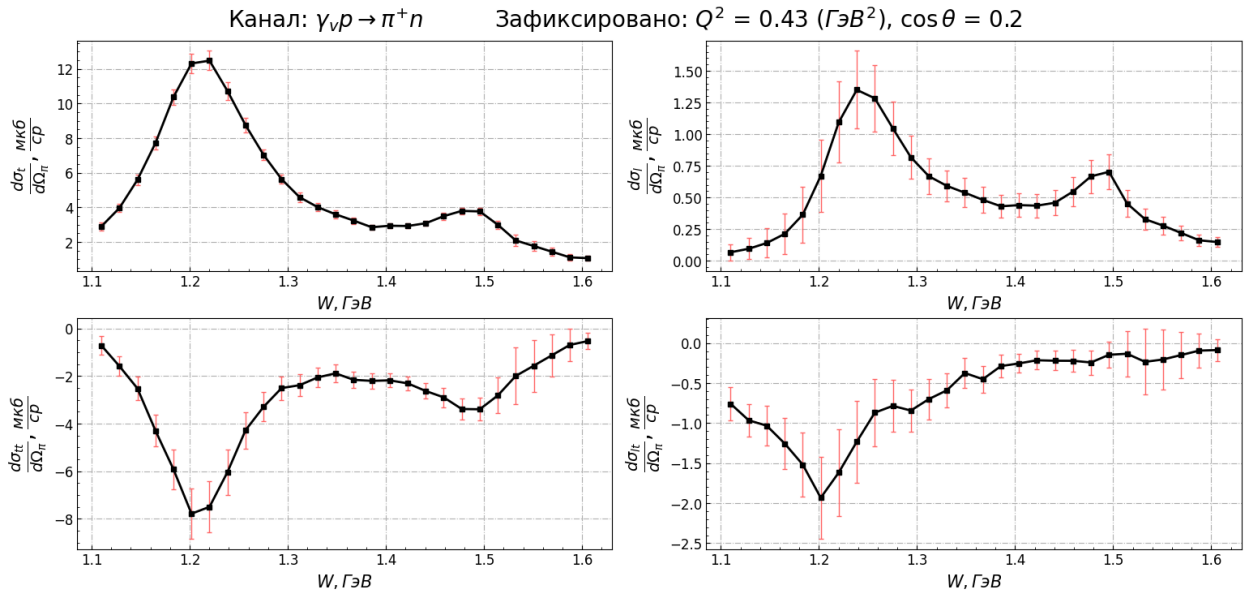 Канал: γᵥp → π⁺n Зафиксировано: Q² = 0.43 (ГэВ²), cos θ = 0.2
dσₜ/dΩ_π, мкб/ср
12
10
8
6
4
2
1.1 1.2 1.3 1.4 1.5 1.6
W, ГэВ
dσₗ/dΩ_π, мкб/ср
1.50
1.25
1.00
0.75
0.50
0.25
0.00
1.1 1.2 1.3 1.4 1.5 1.6
W, ГэВ
dσₜₜ/dΩ_π, мкб/ср
0
−2
−4
−6
−8
1.1 1.2 1.3 1.4 1.5 1.6
W, ГэВ
dσₗₜ/dΩ_π, мкб/ср
0.0
−0.5
−1.0
−1.5
−2.0
−2.5
1.1 1.2 1.3 1.4 1.5 1.6
W, ГэВ